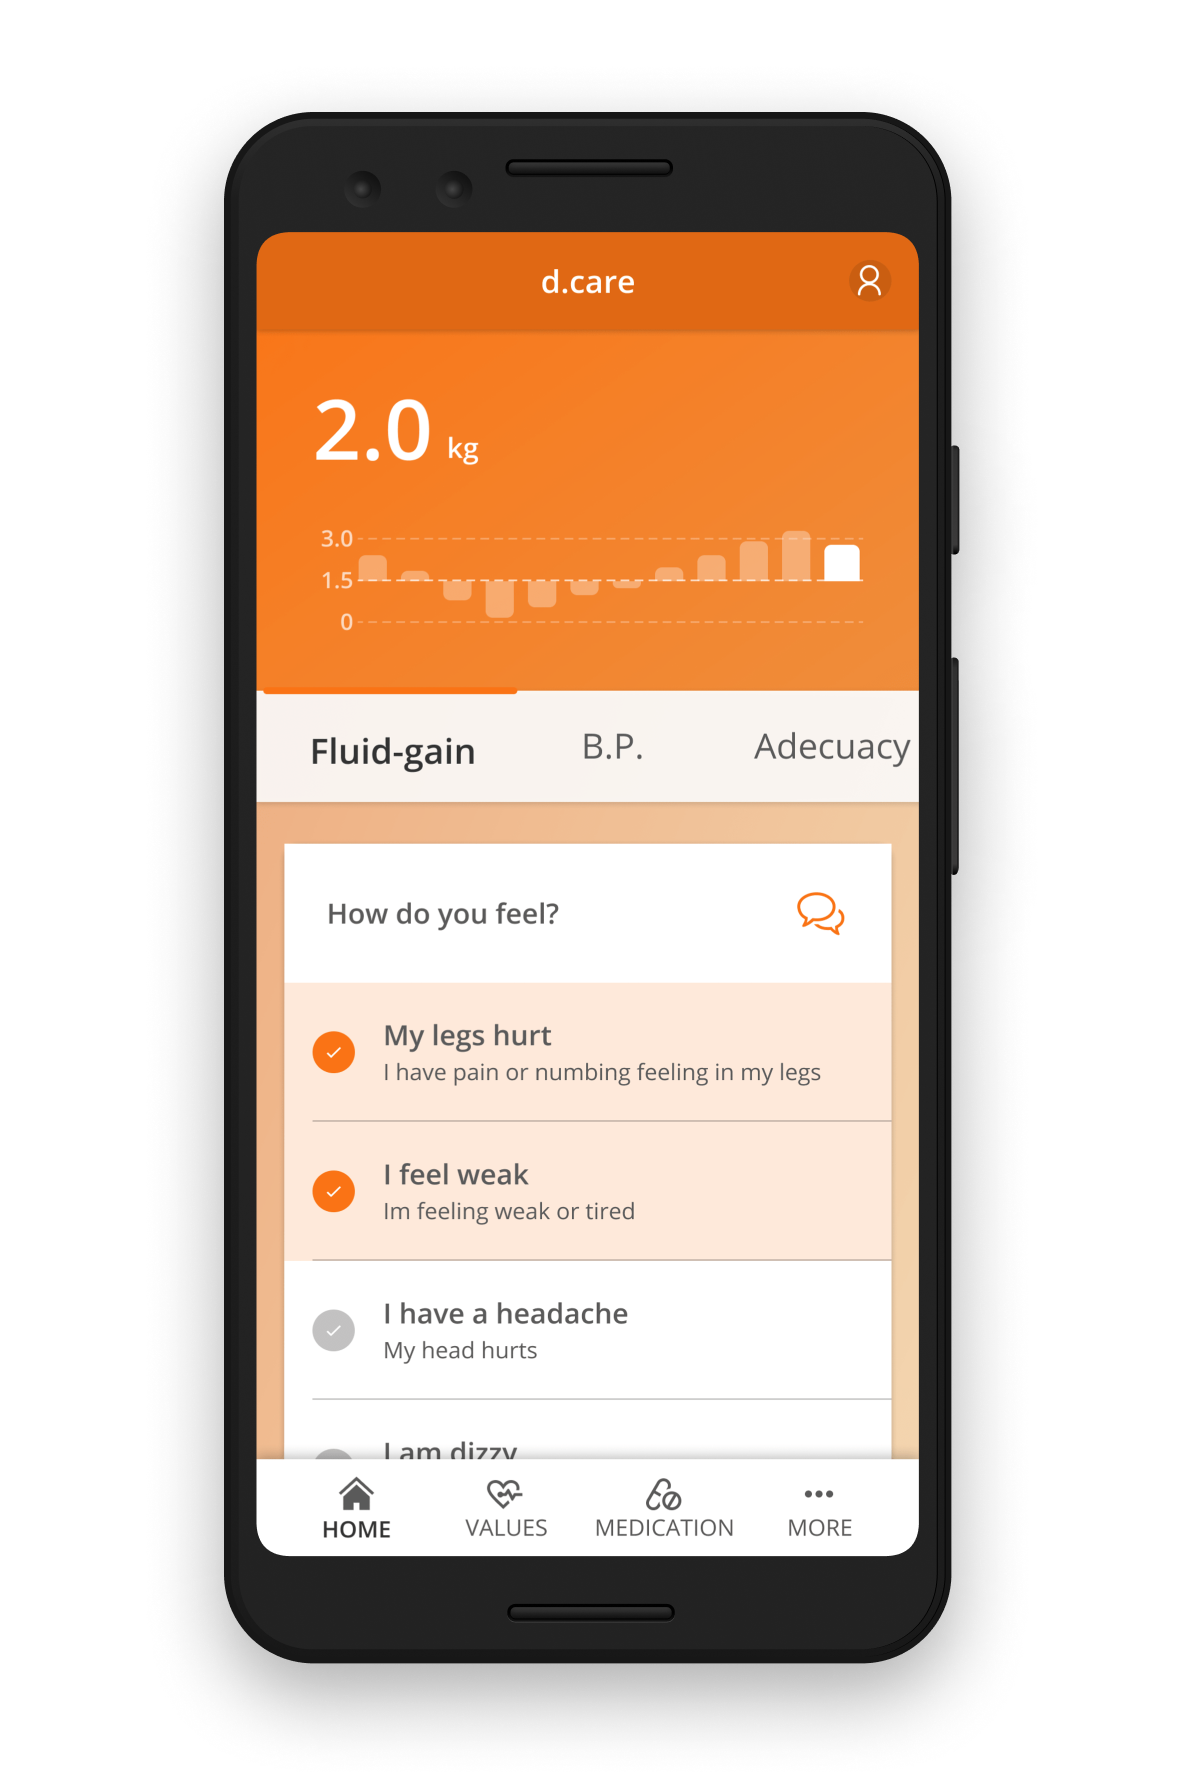 d.care
2.0 kg
3.0
1.5
0
Fluid-gain B.P. Adecuacy
How do you feel?
My legs hurt
I have pain or numbing feeling in my legs
I feel weak
Im feeling weak or tired
I have a headache
My head hurts
I am dizzy
HOME VALUES MEDICATION MORE